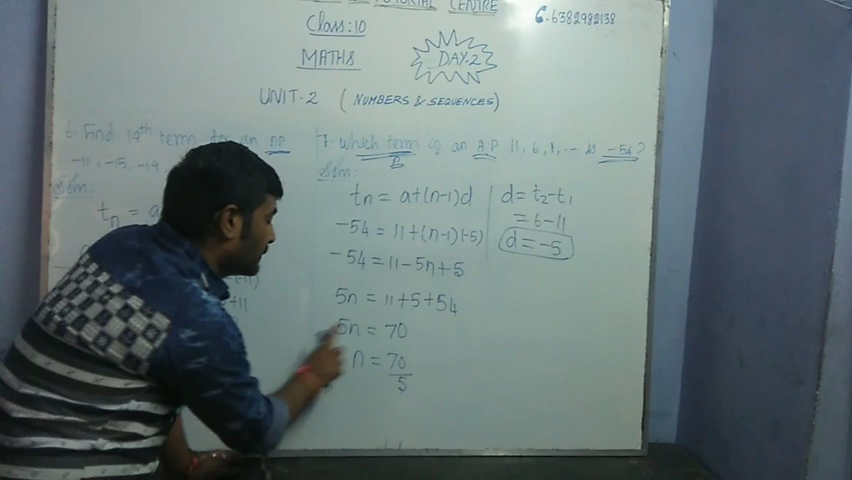 TUTORIAL CENTRE
6382982138
Class:10
MATHS
DAY-2
UNIT-2 (NUMBERS & SEQUENCES)
6. Find 19th term for an AP
-11, -15, -19
Soln:
tn = a
+11
7. which term of an A.P 11, 6, 1, ... is -54?
n
Soln:
tn = a+(n-1)d
-54 = 11+(n-1)(-5)
-54 = 11-5n+5
5n = 11+5+54
5n = 70
n = 70
5
d = t2-t1
= 6-11
d = -5